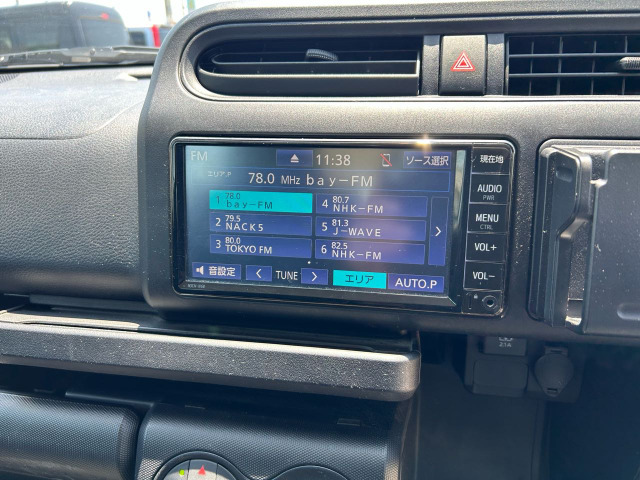 FM 11:38 ソース選択
エリア.P 78.0 MHz bay-FM
1 78.0 bay-FM
2 79.5 NACK5
3 80.0 TOKYO FM
4 80.7 NHK-FM
5 81.3 J-WAVE
6 82.5 NHK-FM
音設定 < TUNE > エリア AUTO.P
現在地
AUDIO
PWR
MENU
CTRL
VOL+
VOL-